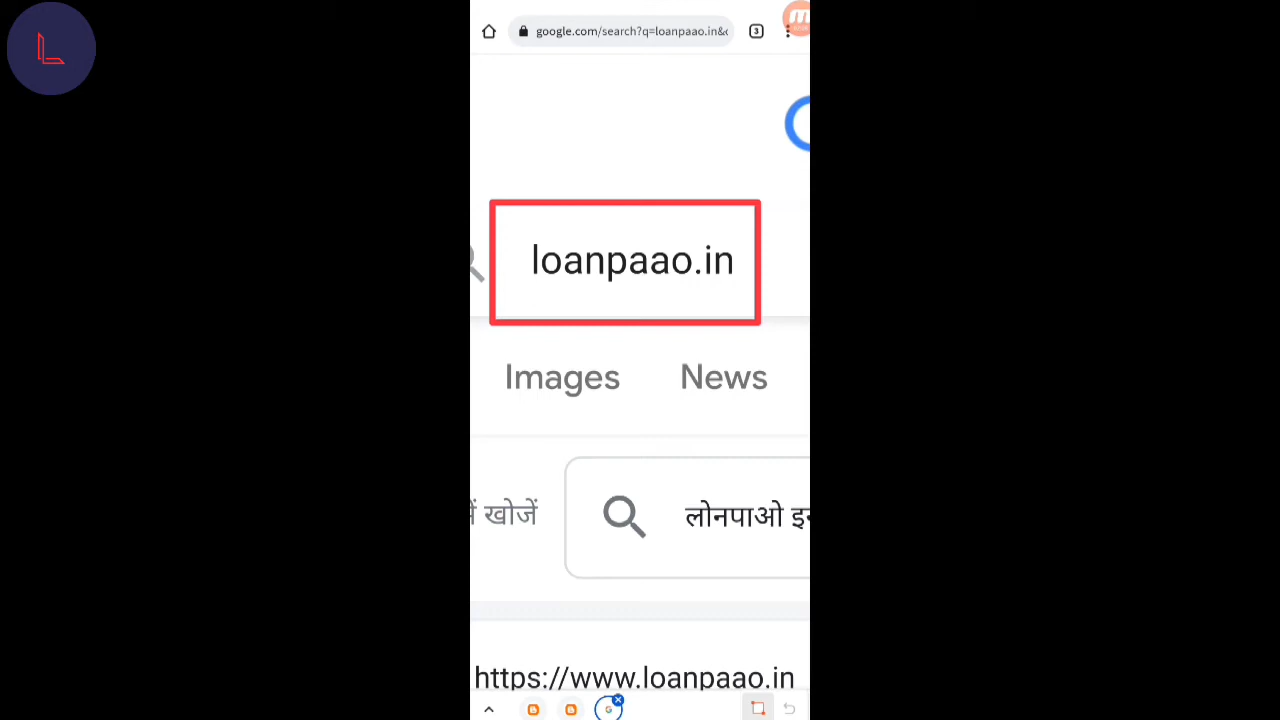 google.com/search?q=loanpaao.in&
3
loanpaao.in
Images News
खोजें
लोनपाओ
https://www.loanpaao.in